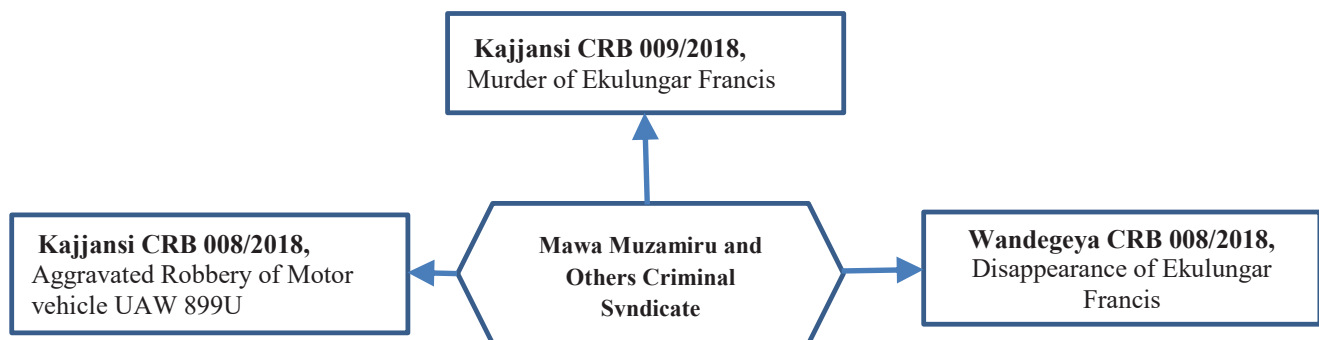 Kajjansi CRB 009/2018,
Murder of Ekulungar Francis
Kajjansi CRB 008/2018,
Aggravated Robbery of Motor
vehicle UAW 899U
Mawa Muzamiru and
Others Criminal
Syndicate
Wandegeya CRB 008/2018,
Disappearance of Ekulungar
Francis